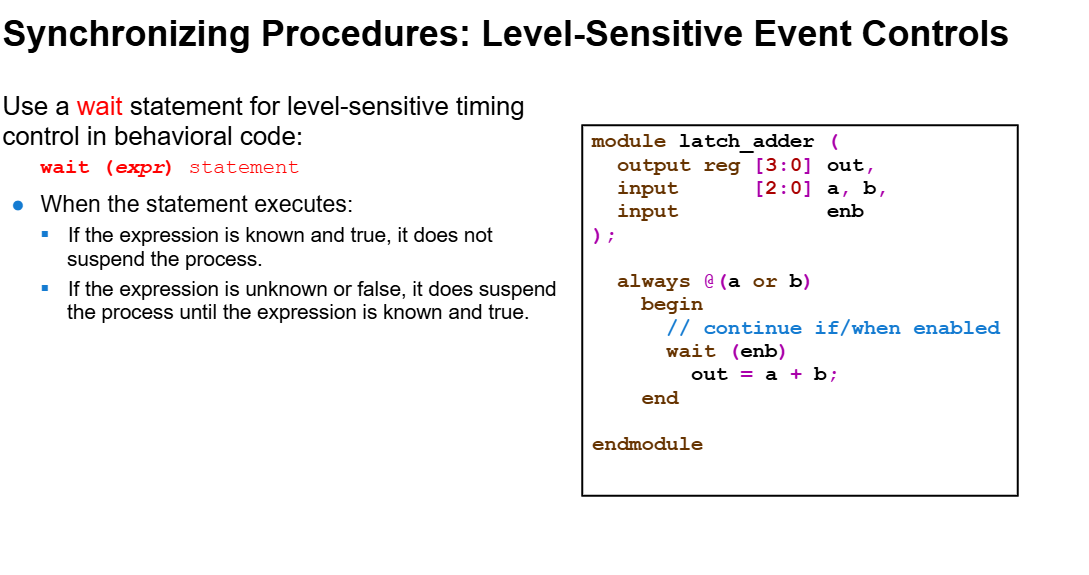 Synchronizing Procedures: Level-Sensitive Event Controls
Use a wait statement for level-sensitive timing
control in behavioral code:
wait (expr) statement
● When the statement executes:
▪ If the expression is known and true, it does not
suspend the process.
▪ If the expression is unknown or false, it does suspend
the process until the expression is known and true.
module latch_adder (
  output reg [3:0] out,
  input      [2:0] a, b,
  input            enb
);
  always @(a or b)
    begin
      // continue if/when enabled
      wait (enb)
        out = a + b;
    end
endmodule